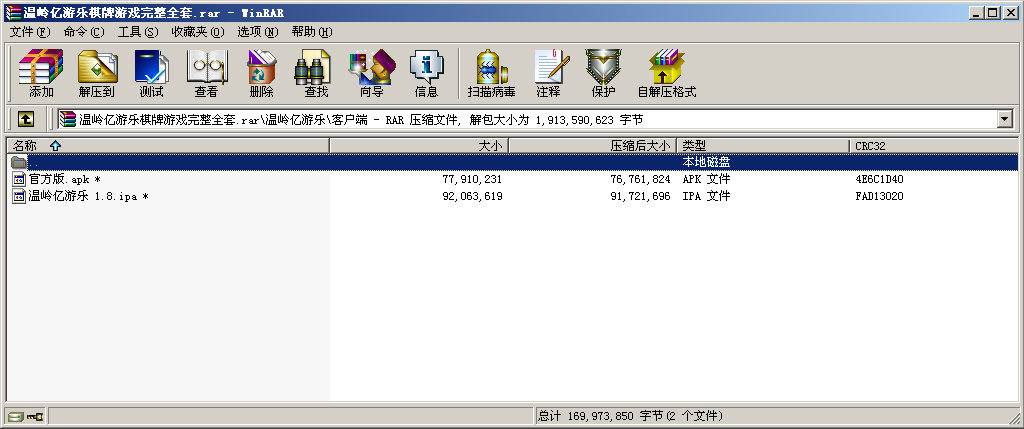 温岭亿游乐棋牌游戏完整全套.rar - WinRAR
文件(F) 命令(C) 工具(S) 收藏夹(O) 选项(N) 帮助(H)
添加 解压到 测试 查看 删除 查找 向导 信息 扫描病毒 注释 保护 自解压格式
温岭亿游乐棋牌游戏完整全套.rar\温岭亿游乐\客户端 - RAR 压缩文件, 解包大小为 1,913,590,623 字节
名称 大小 压缩后大小 类型 CRC32
.. 本地磁盘
官方版.apk * 77,910,231 76,761,824 APK 文件 4E6C1D40
温岭亿游乐 1.8.ipa * 92,063,619 91,721,696 IPA 文件 FAD13020
总计 169,973,850 字节(2 个文件)